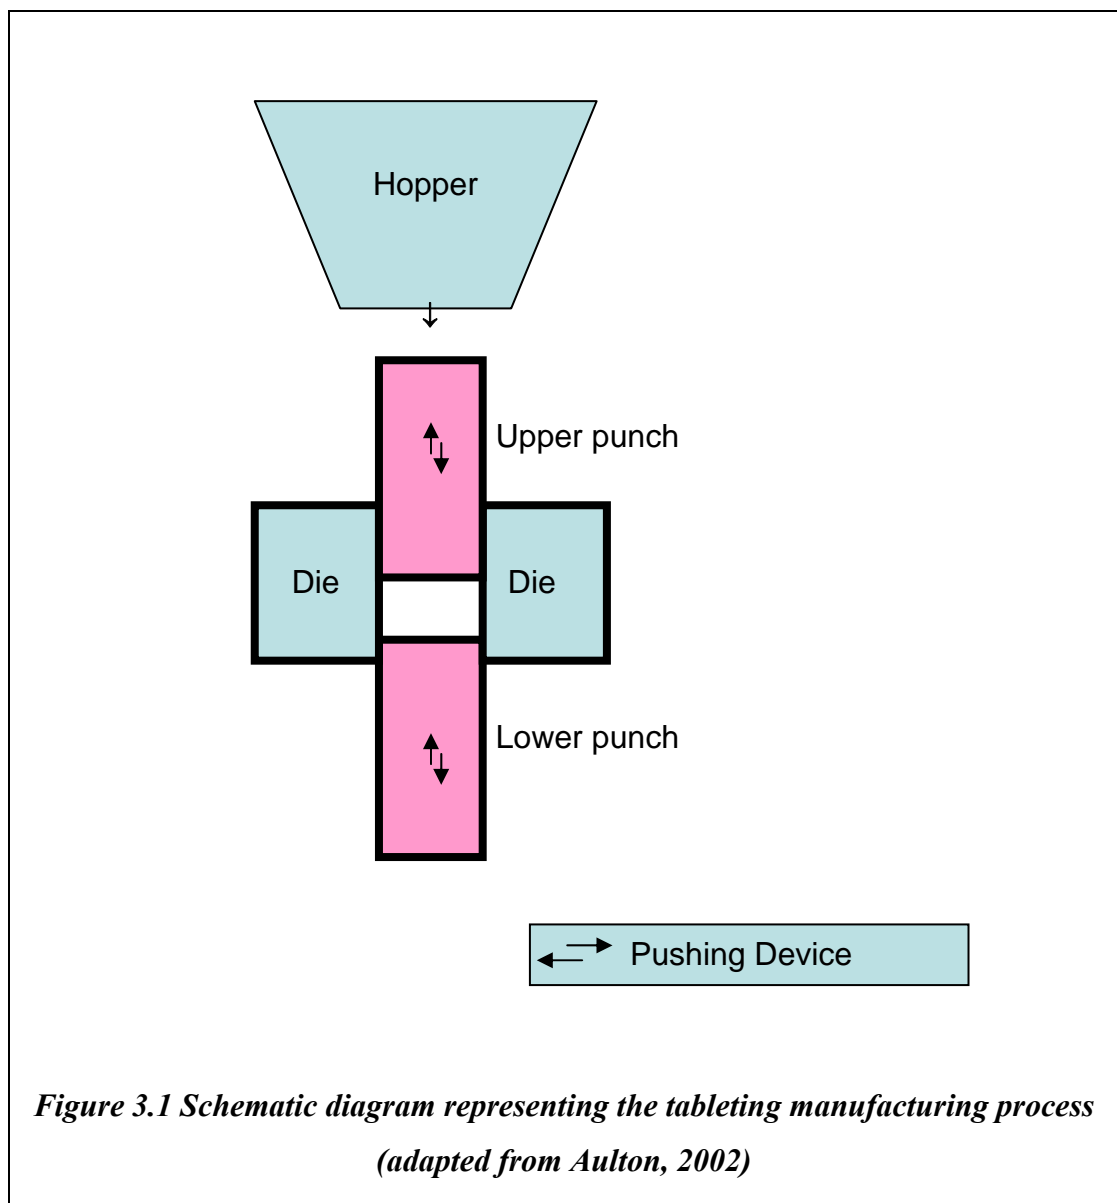 Hopper
Upper punch
Die
Die
Lower punch
Pushing Device
Figure 3.1 Schematic diagram representing the tableting manufacturing process
(adapted from Aulton, 2002)